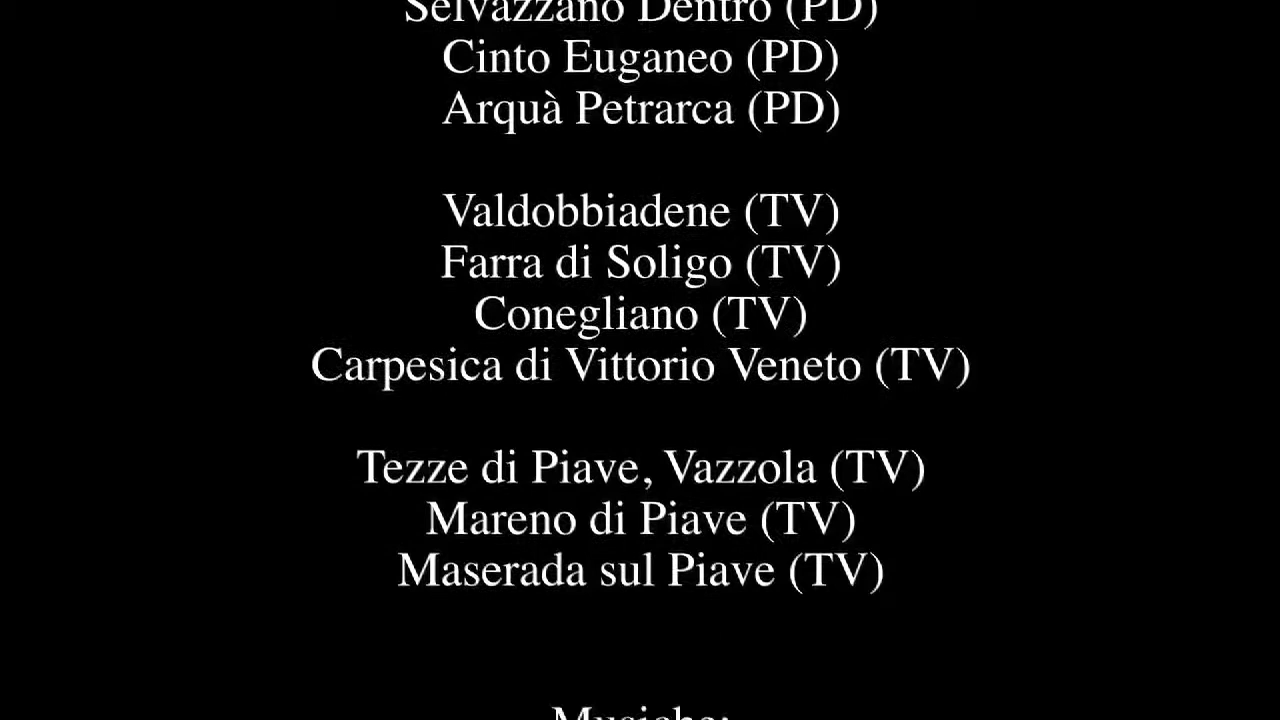 Selvazzano Dentro (PD)
Cinto Euganeo (PD)
Arquà Petrarca (PD)
Valdobbiadene (TV)
Farra di Soligo (TV)
Conegliano (TV)
Carpesica di Vittorio Veneto (TV)
Tezze di Piave, Vazzola (TV)
Mareno di Piave (TV)
Maserada sul Piave (TV)
Musiche: